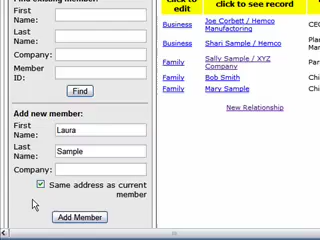 Find existing member:
First
Name:
Last
Name:
Company:
Member
ID:
Find
Add new member:
First
Name:
Laura
Last
Name:
Sample
Company:
Same address as current
member
Add Member
Click to
edit
click to see record
Business
Joe Corbett / Hemco
Manufacturing
CEO
Business
Shari Sample / Hemco
Family
Sally Sample / XYZ
Company
Family
Bob Smith
Family
Mary Sample
New Relationship